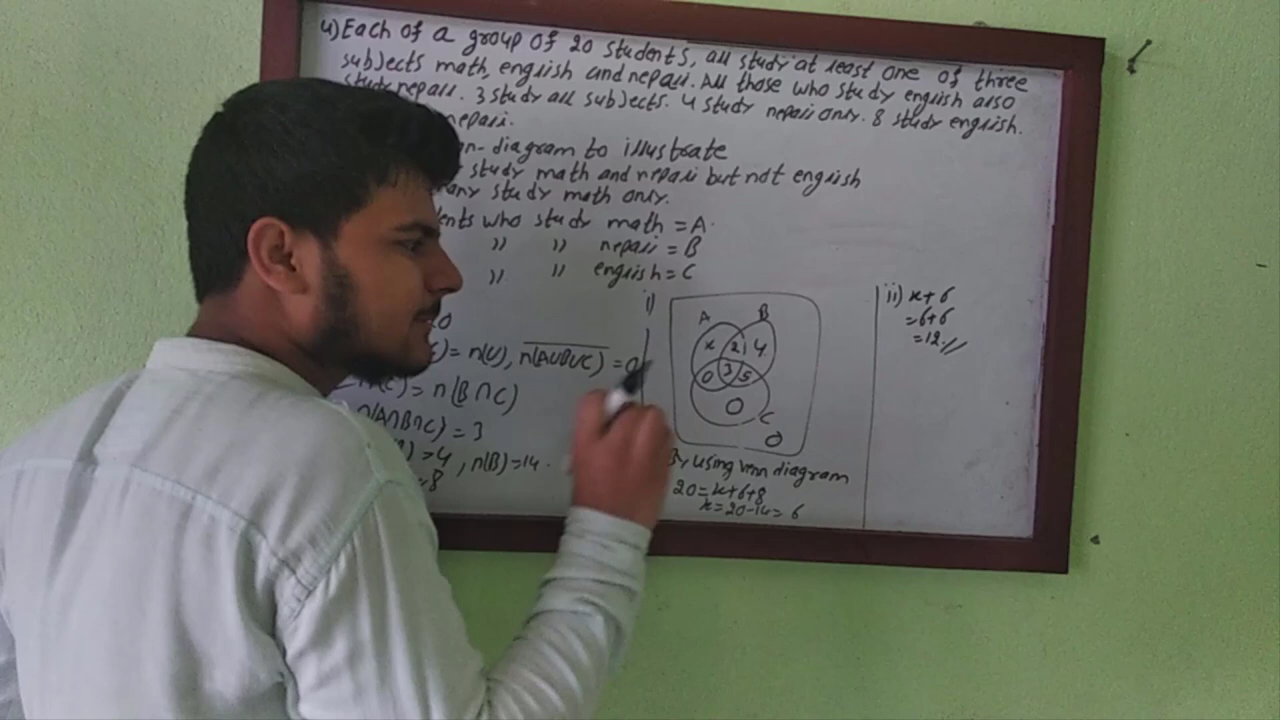 4) Each of a group of 20 students, all study at least one of three
subjects math, english and nepali. All those who study english also
study nepali. 3 study all subjects. 4 study nepali only. 8 study english.
nepali.
n-diagram to illustrate
study math and nepali but not english
any study math only.
ents who study math = A.
" " nepali = B
" " english = C
0
) = n(U), n(A∪B∪C) = 0
n(C) = n(B∩C)
n(A∩B∩C) = 3
) = 4, n(B) = 14.
= 8
i)
A B
x 2 4
0 3 5
0 C
0
By using venn diagram
20 = x+6+8
x = 20-14 = 6
ii) x+6
= 6+6
= 12 //